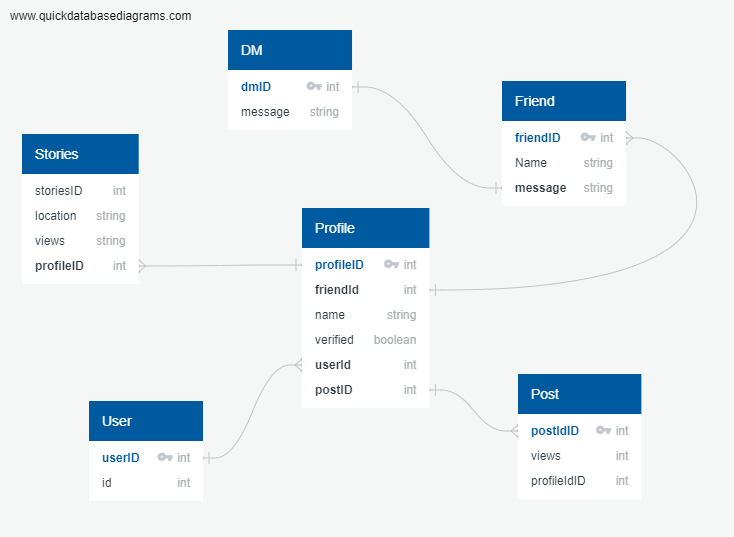 www.quickdatabasediagrams.com
DM
dmID int
message string
Friend
friendID int
Name string
message string
Stories
storiesID int
location string
views string
profileID int
Profile
profileID int
friendId int
name string
verified boolean
userId int
postID int
User
userID int
id int
Post
postIdID int
views int
profileIdID int